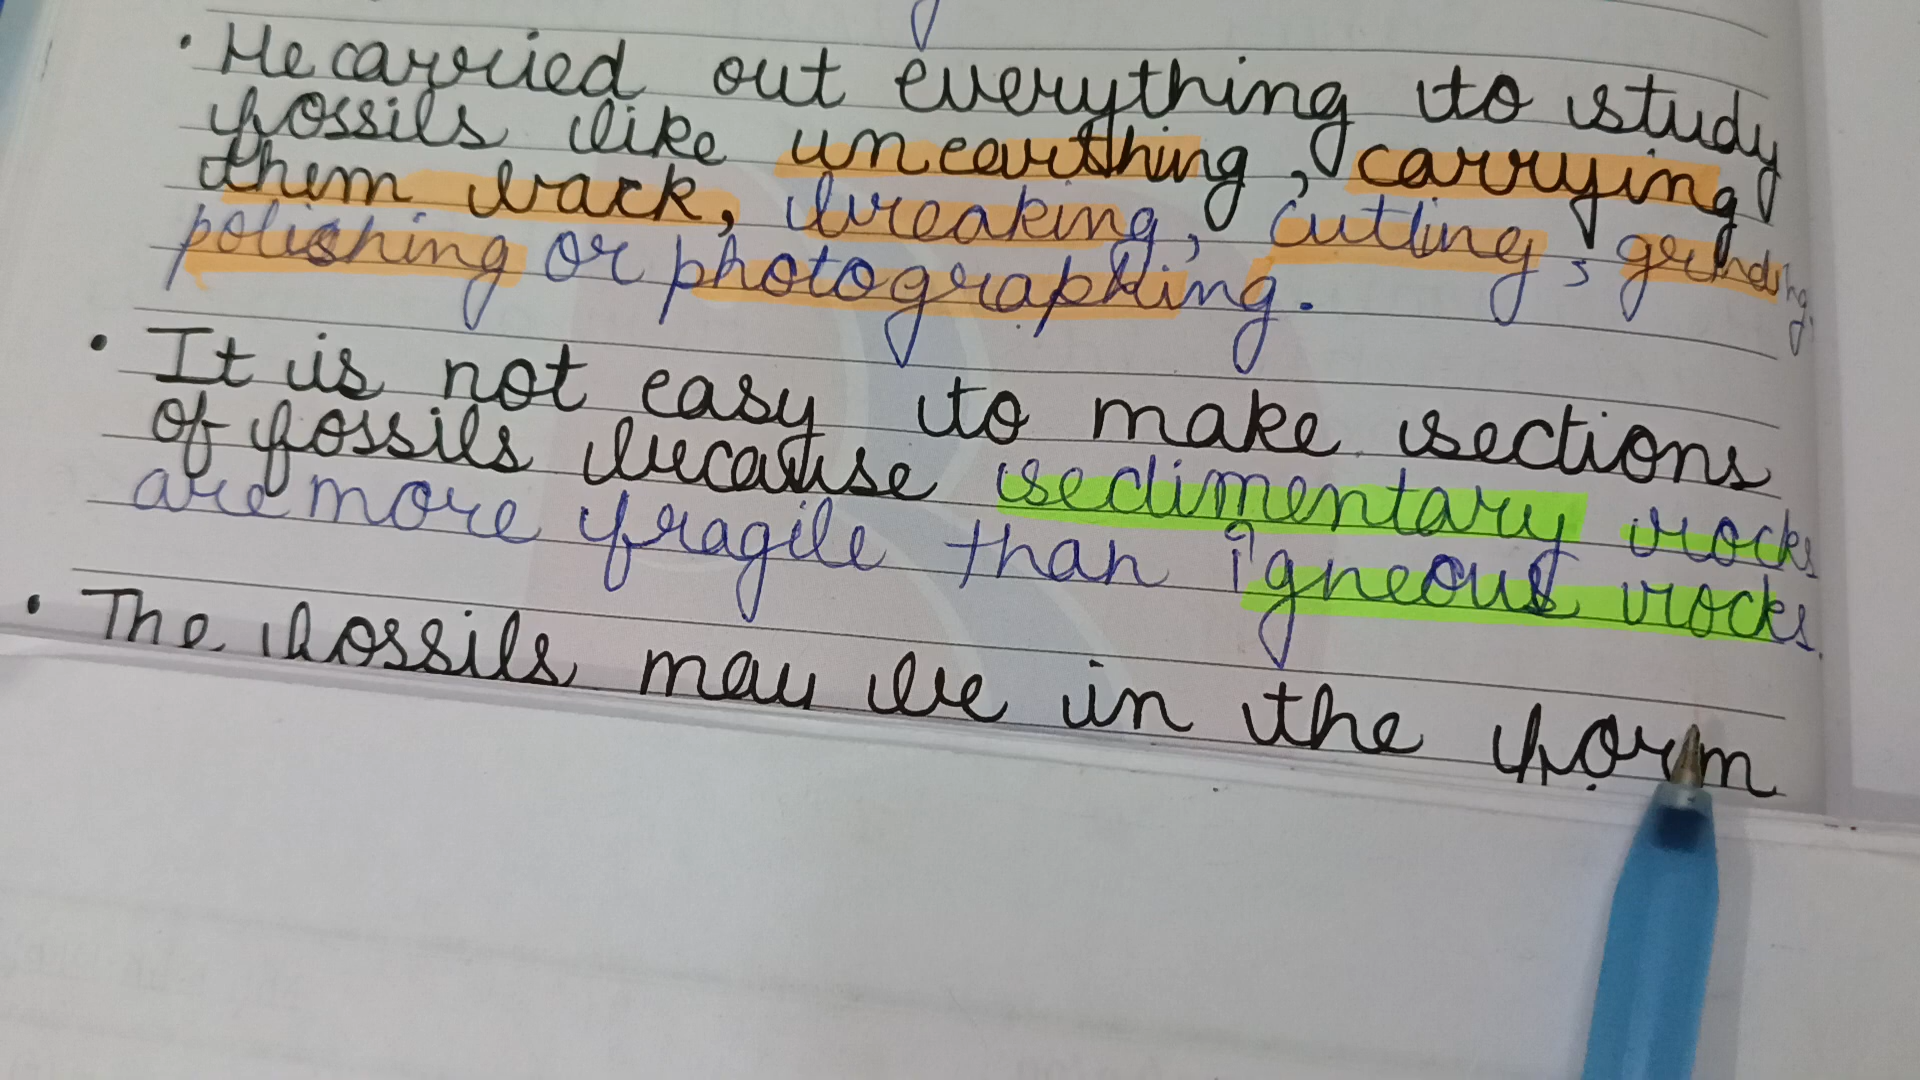 • He carried out everything to study
fossils like unearthing, carrying
them back, breaking, cutting, grinding,
polishing or photographing.
• It is not easy to make sections
of fossils because sedimentary rocks
are more fragile than igneous rocks.
• The fossils may be in the form